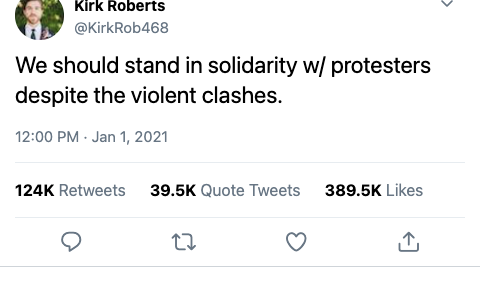 Kirk Roberts
@KirkRob468
We should stand in solidarity w/ protesters
despite the violent clashes.
12:00 PM · Jan 1, 2021
124K Retweets 39.5K Quote Tweets 389.5K Likes